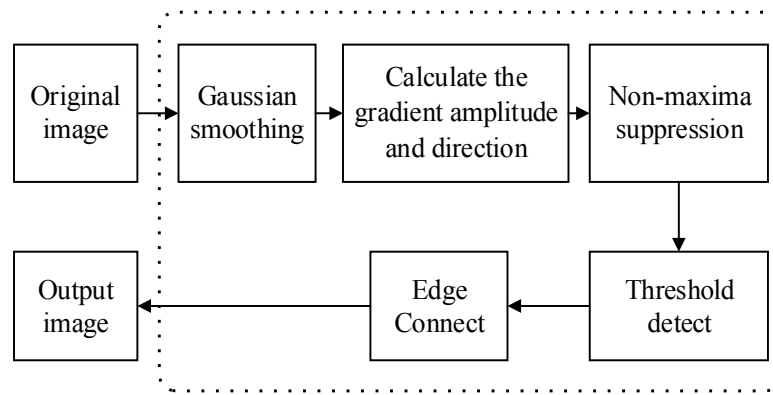 Original
image
Gaussian
smoothing
Calculate the
gradient amplitude
and direction
Non-maxima
suppression
Threshold
detect
Edge
Connect
Output
image